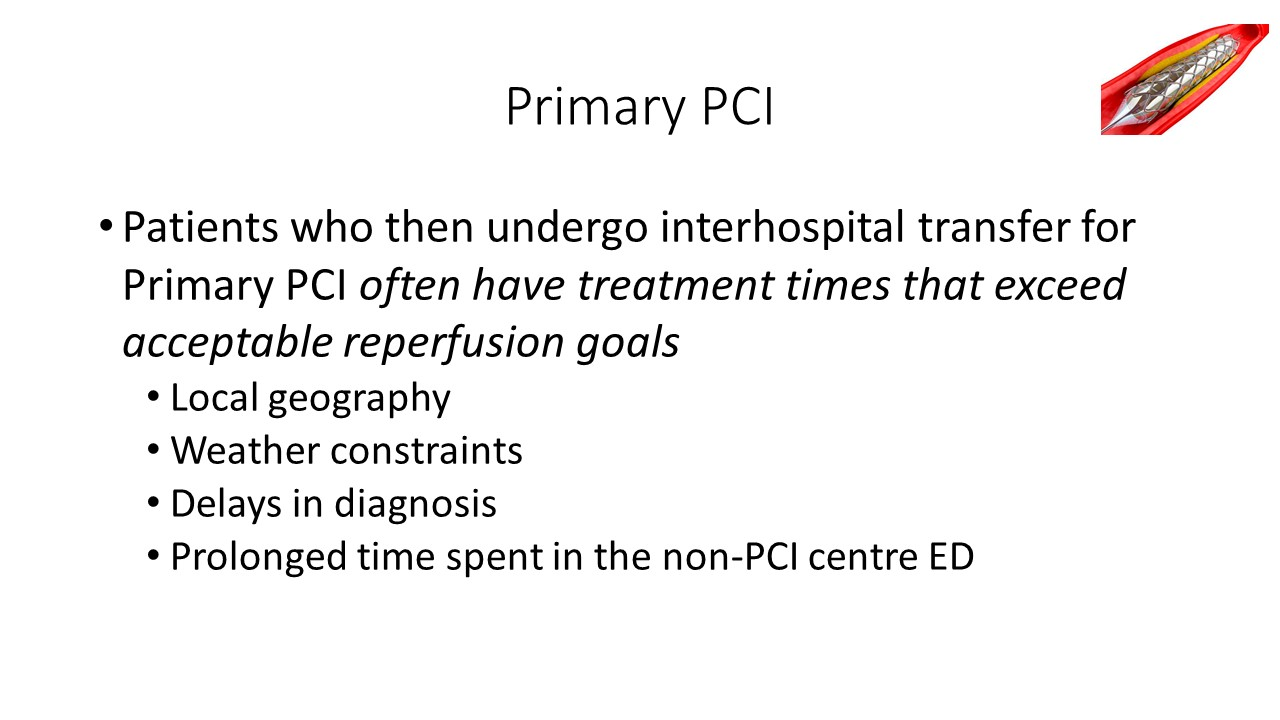 Primary PCI
• Patients who then undergo interhospital transfer for
Primary PCI often have treatment times that exceed
acceptable reperfusion goals
• Local geography
• Weather constraints
• Delays in diagnosis
• Prolonged time spent in the non-PCI centre ED